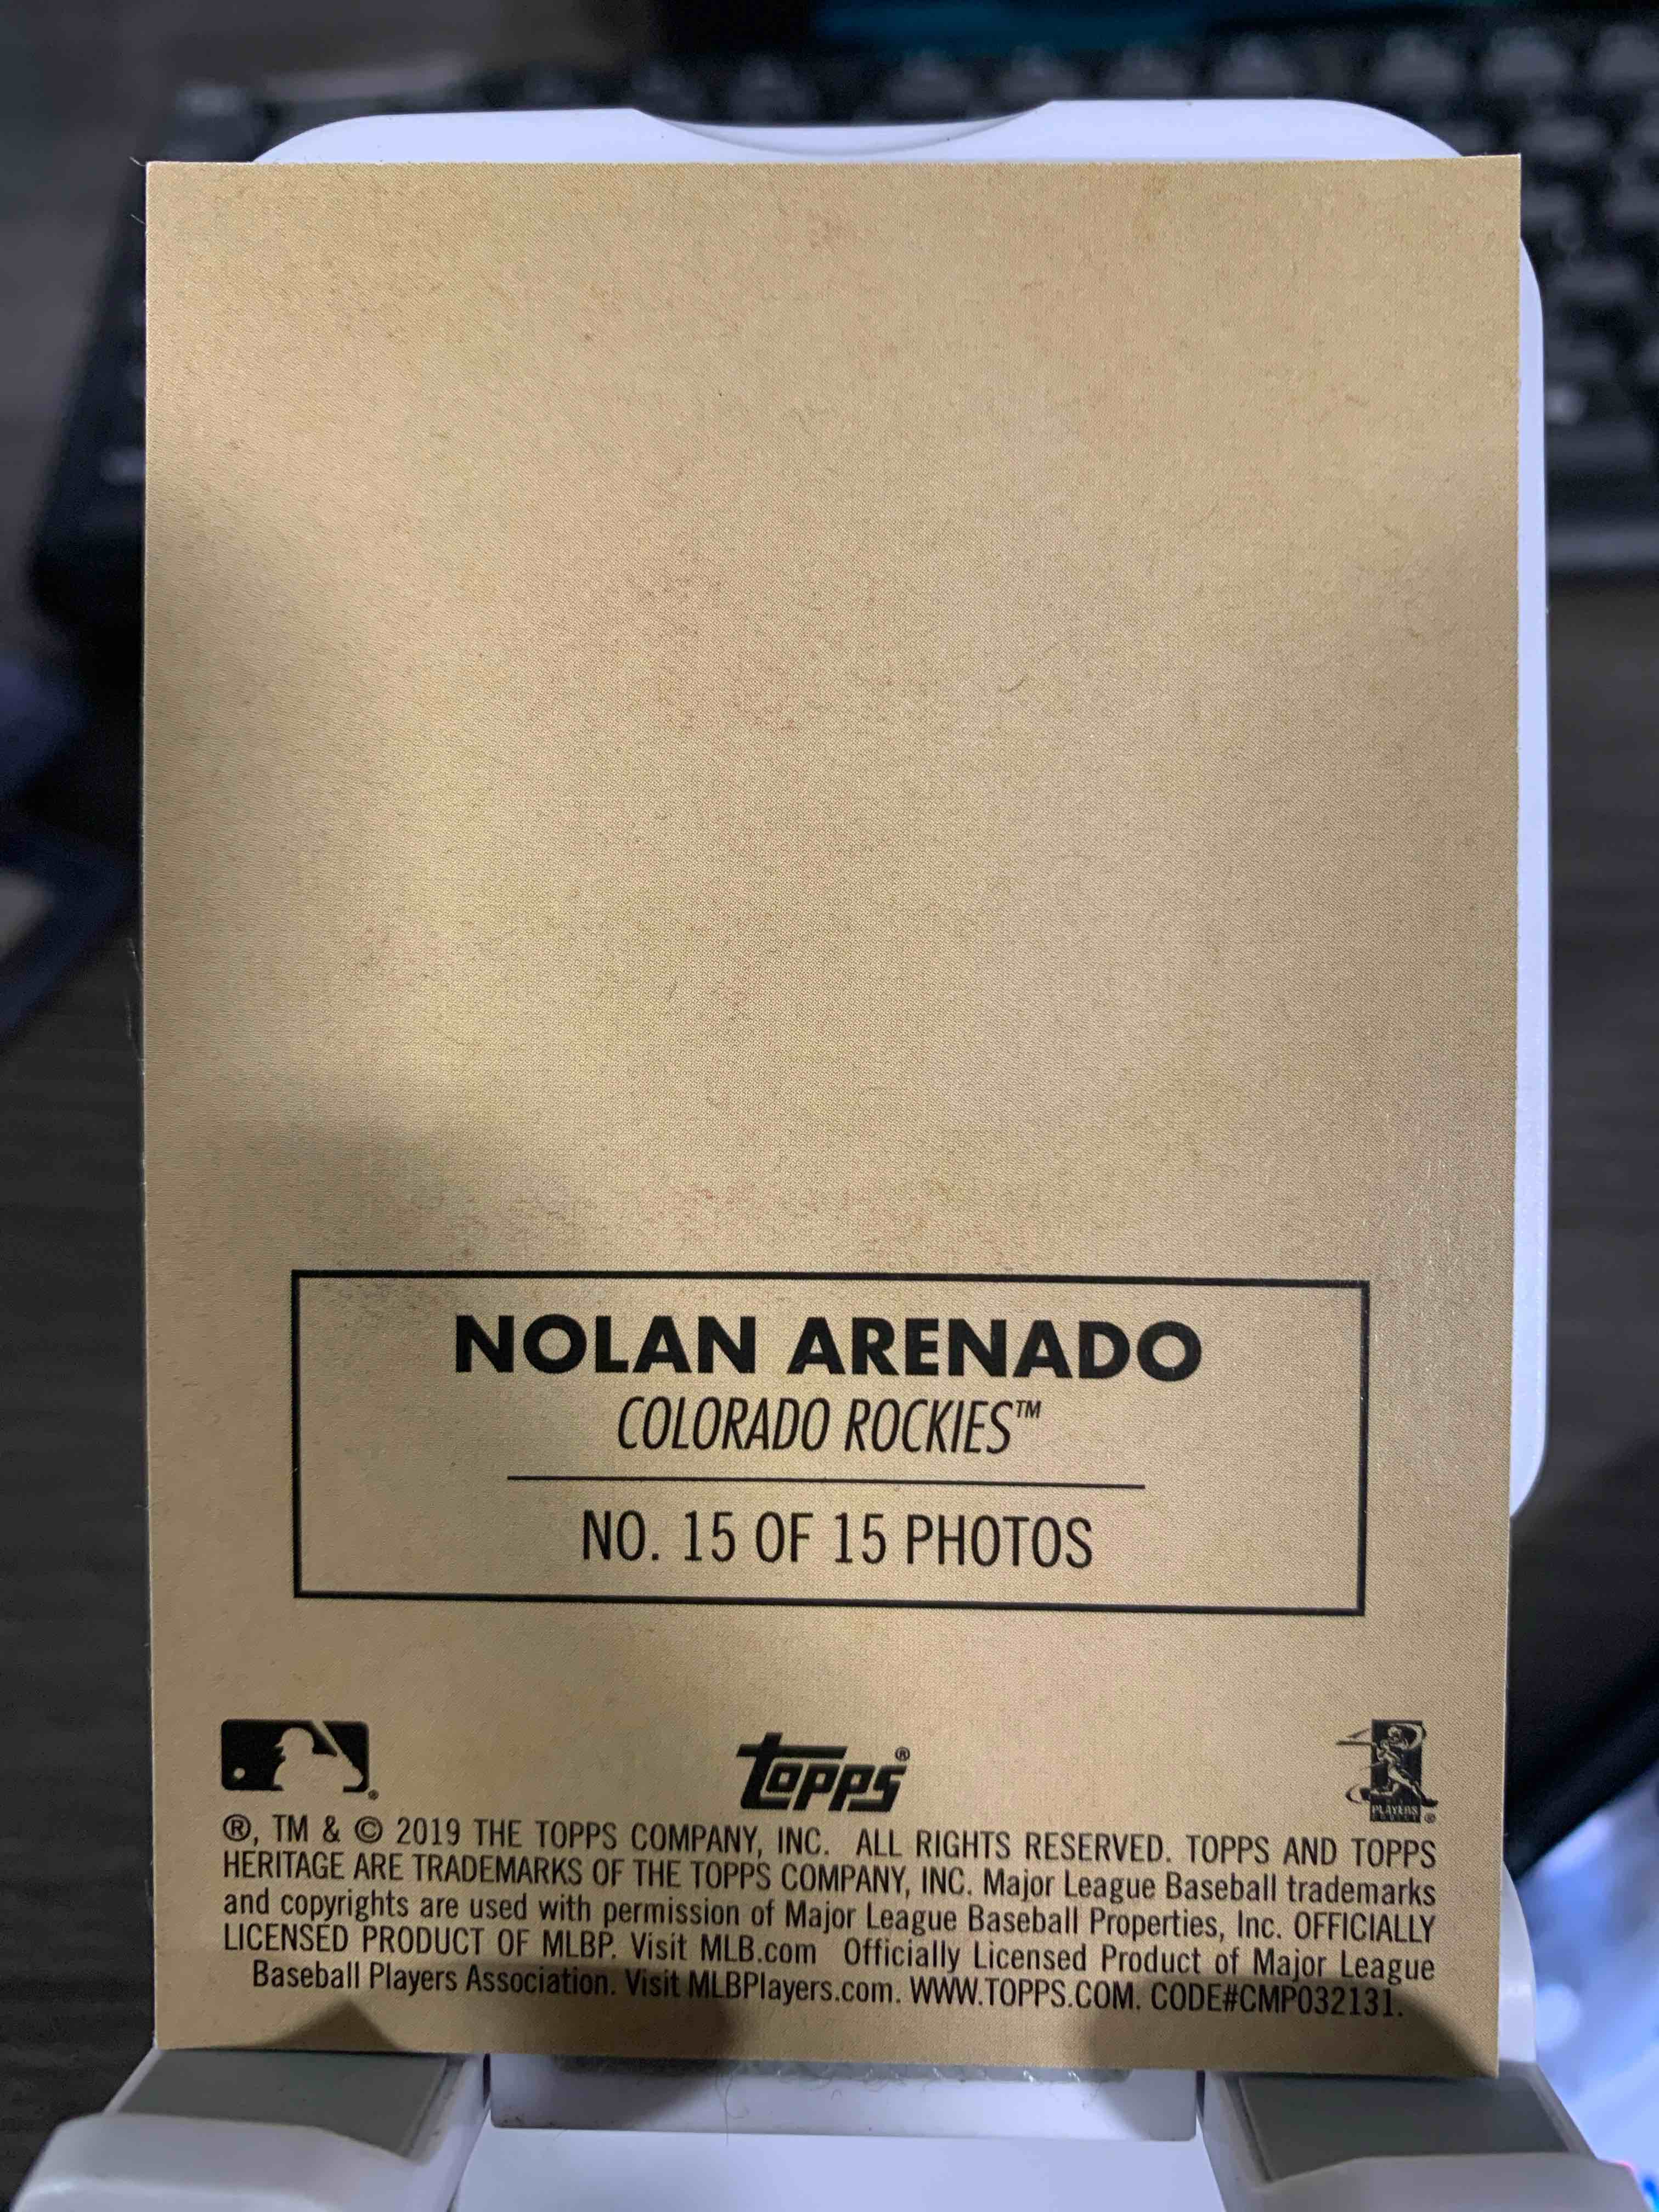 NOLAN ARENADO
COLORADO ROCKIES™
NO. 15 OF 15 PHOTOS
®
topps®
PLAYERS
®
®, TM & © 2019 THE TOPPS COMPANY, INC. ALL RIGHTS RESERVED. TOPPS AND TOPPS
HERITAGE ARE TRADEMARKS OF THE TOPPS COMPANY, INC. Major League Baseball trademarks
and copyrights are used with permission of Major League Baseball Properties, Inc. OFFICIALLY
LICENSED PRODUCT OF MLBP. Visit MLB.com Officially Licensed Product of Major League
Baseball Players Association. Visit MLBPlayers.com. WWW.TOPPS.COM. CODE#CMP032131.